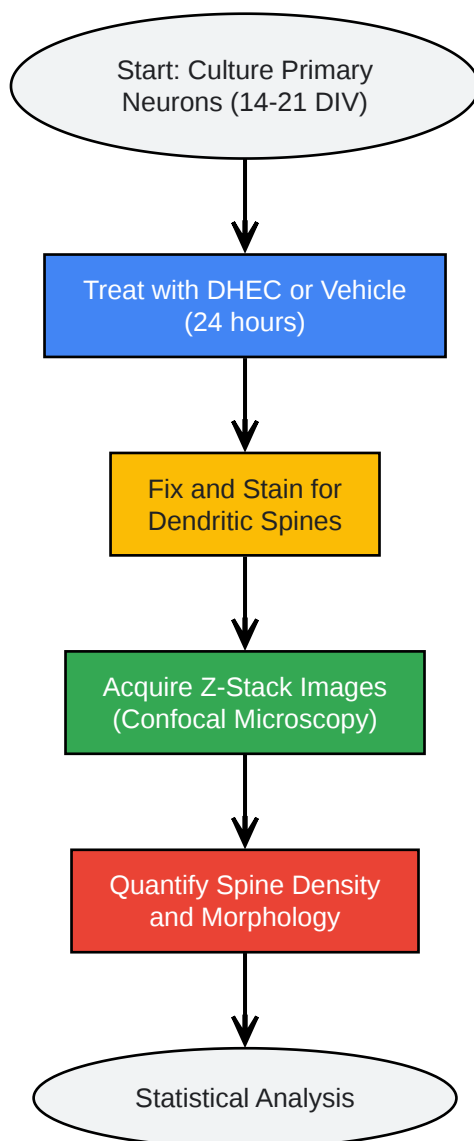 Start: Culture Primary
Neurons (14-21 DIV)
Treat with DHEC or Vehicle
(24 hours)
Fix and Stain for
Dendritic Spines
Acquire Z-Stack Images
(Confocal Microscopy)
Quantify Spine Density
and Morphology
Statistical Analysis